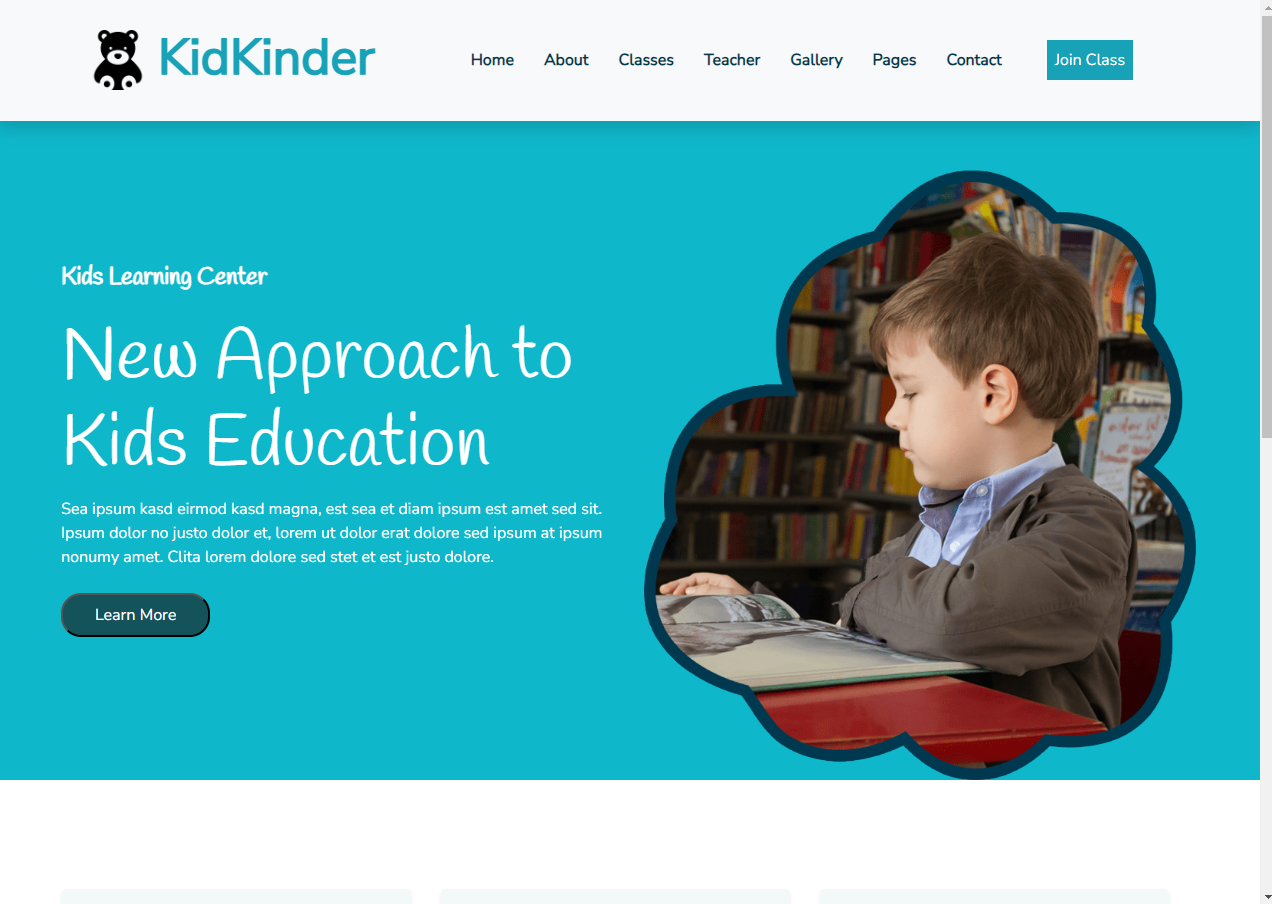 KidKinder
Home About Classes Teacher Gallery Pages Contact Join Class
Kids Learning Center
New Approach to
Kids Education
Sea ipsum kasd eirmod kasd magna, est sea et diam ipsum est amet sed sit.
Ipsum dolor no justo dolor et, lorem ut dolor erat dolore sed ipsum at ipsum
nonumy amet. Clita lorem dolore sed stet et est justo dolore.
Learn More